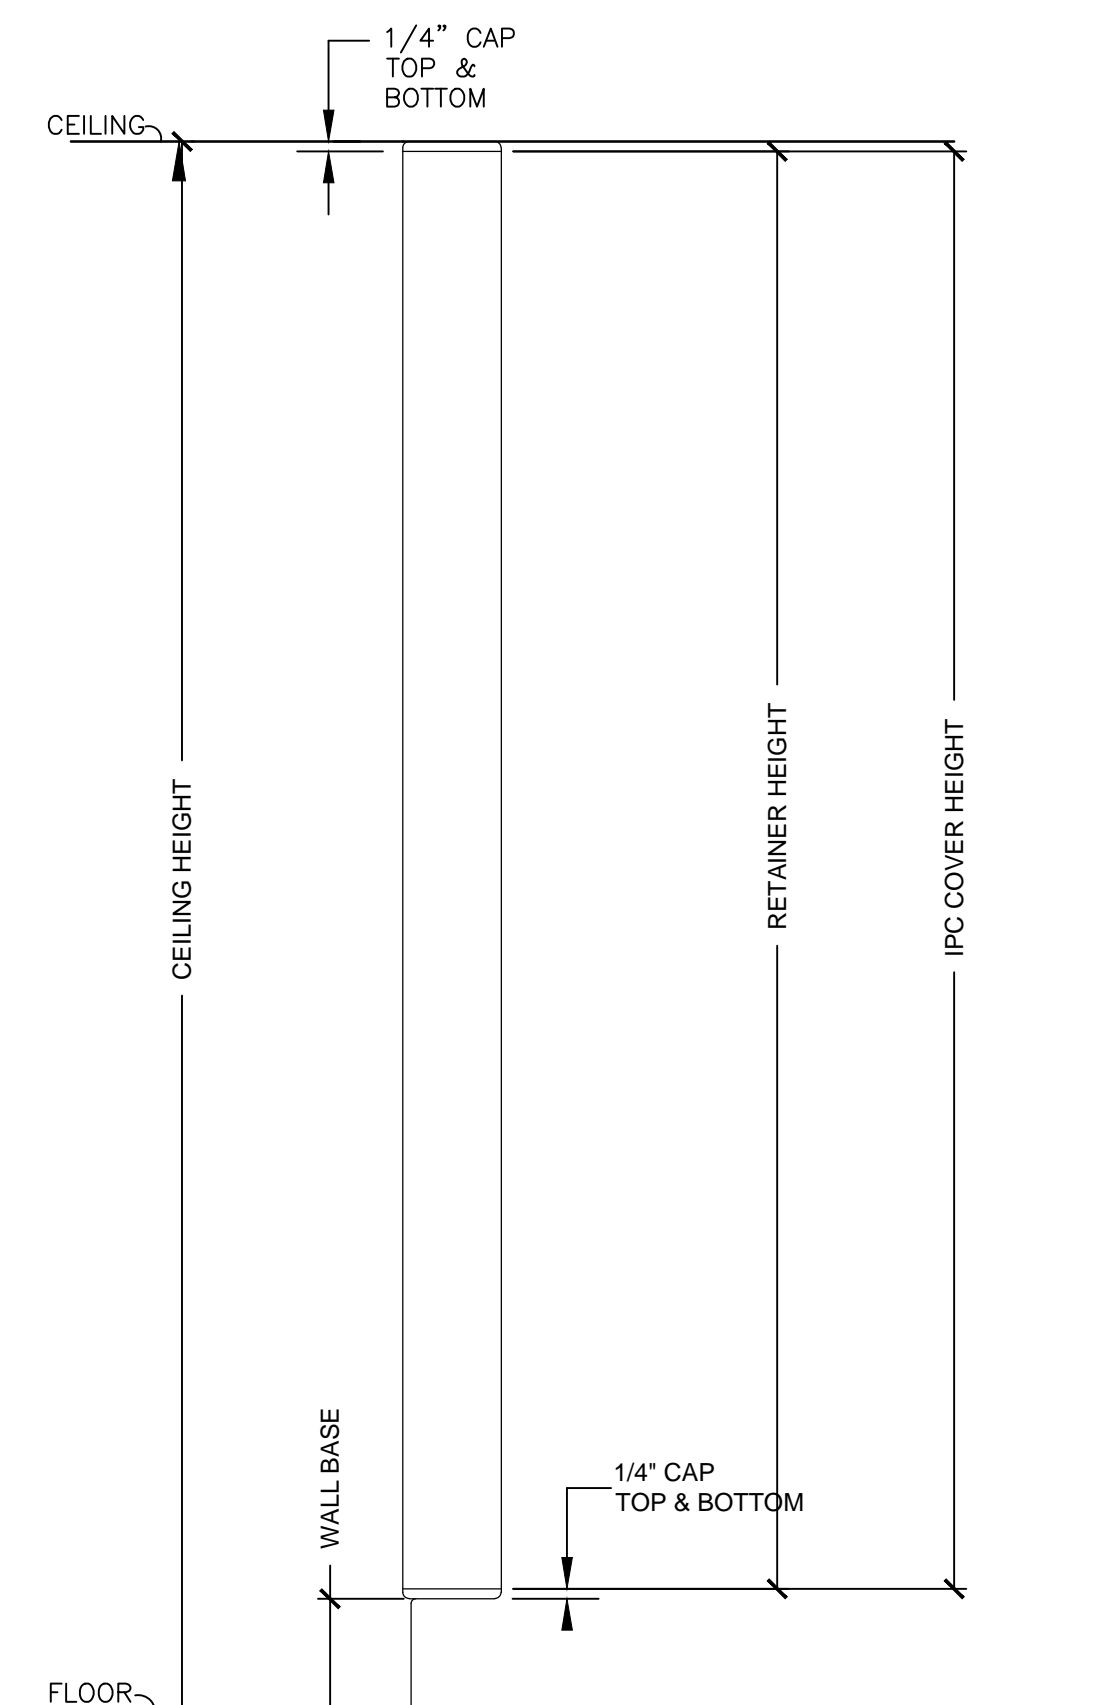 1/4” CAP
TOP &
BOTTOM
CEILING
CEILING HEIGHT
RETAINER HEIGHT
IPC COVER HEIGHT
WALL BASE
1/4" CAP
TOP & BOTTOM
FLOOR